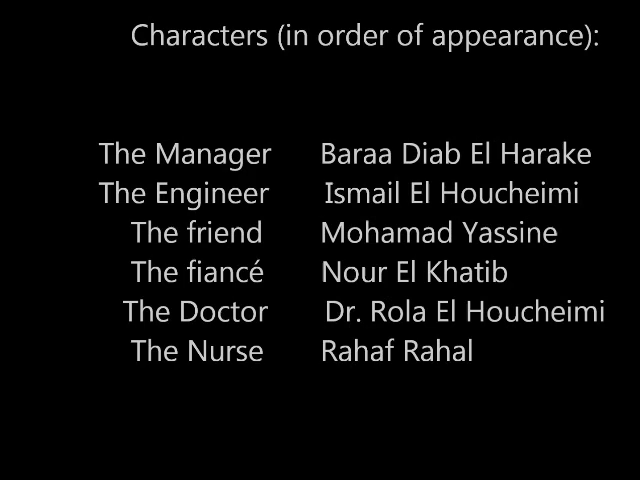 Characters (in order of appearance):
The Manager Baraa Diab El Harake
The Engineer Ismail El Houcheimi
The friend Mohamad Yassine
The fiancé Nour El Khatib
The Doctor Dr. Rola El Houcheimi
The Nurse Rahaf Rahal